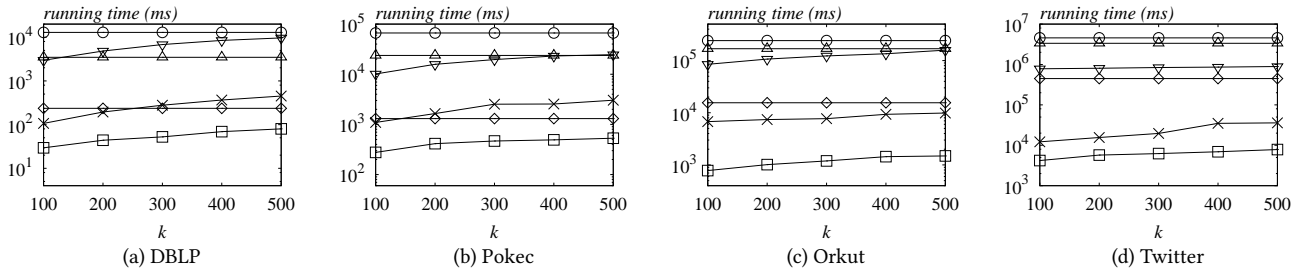 running time (ms)
10^4
10^3
10^2
10^1
100 200 300 400 500
k
(a) DBLP
running time (ms)
10^5
10^4
10^3
10^2
100 200 300 400 500
k
(b) Pokec
running time (ms)
10^5
10^4
10^3
100 200 300 400 500
k
(c) Orkut
running time (ms)
10^7
10^6
10^5
10^4
10^3
100 200 300 400 500
k
(d) Twitter